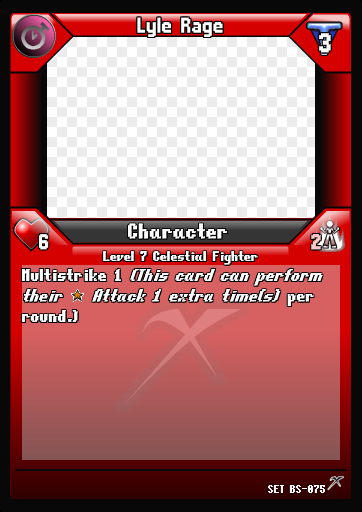 Lyle Rage
3
Character
6
2
Level 7 Celestial Fighter
Multistrike 1 (This card can perform
their Attack 1 extra time(s) per
round.)
SET BS-075